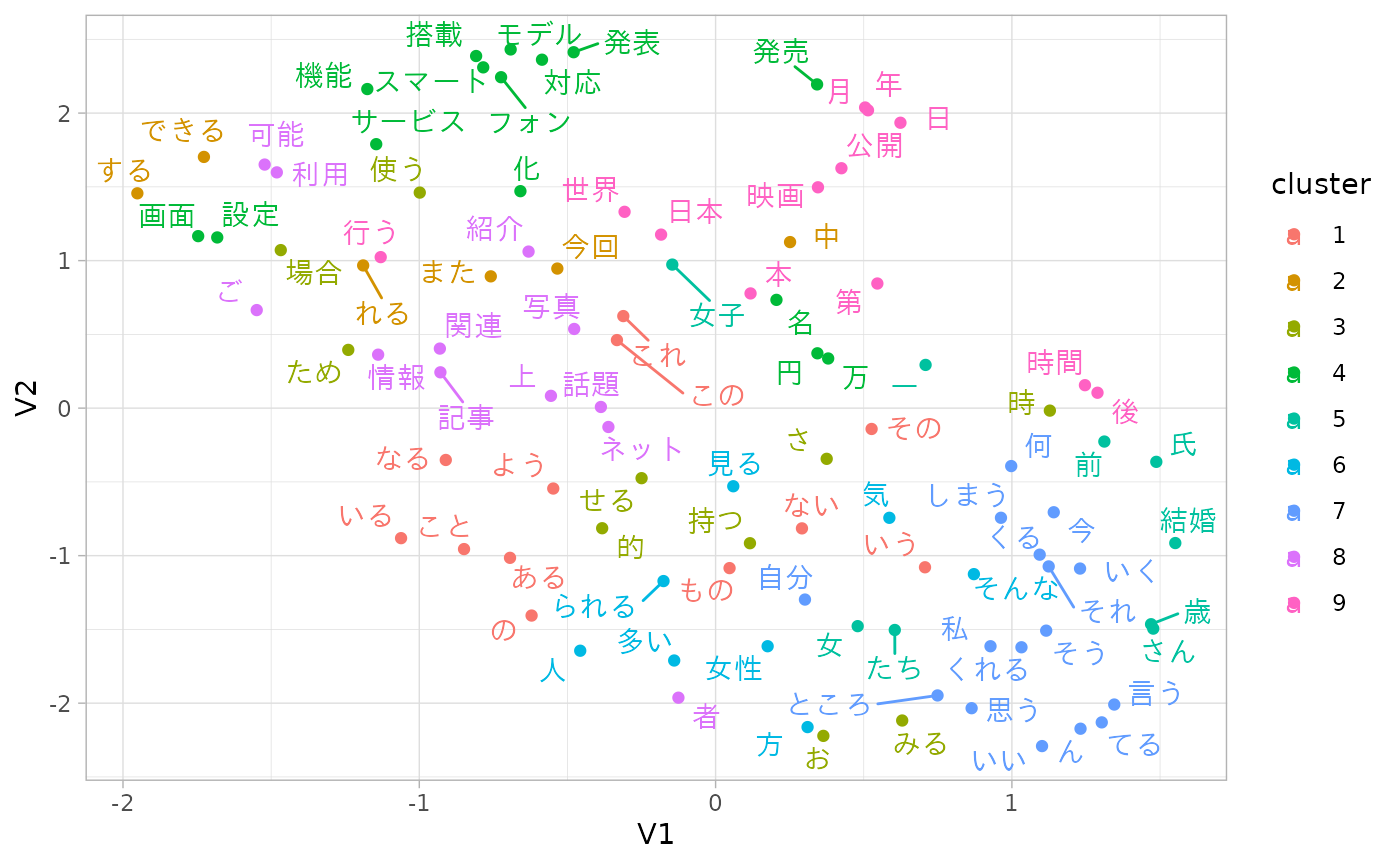 搭載
モデル
発表
発売
機能
スマート
対応
月
年
サービス
フォン
日
できる
可能
公開
する
利用
使う
化
世界
映画
画面
設定
日本
行う
紹介
今回
中
場合
また
本
ご
れる
写真
女子
第
関連
名
これ
時間
ため
情報
上
話題
円
万
一
この
記事
時
後
ネット
さ
その
何
前
氏
なる
よう
見る
せる
気
しまう
いる
こと
持つ
ない
結婚
的
いう
くる
今
ある
もの
自分
そんな
いく
られる
それ
歳
の
多い
私
人
女性
女
たち
くれる
そう
さん
者
ところ
思う
言う
方
お
みる
いい
ん
てる
2
1
0
-1
-2
V2
-2
-1
0
1
V1
cluster
a 1
a 2
a 3
a 4
a 5
a 6
a 7
a 8
a 9